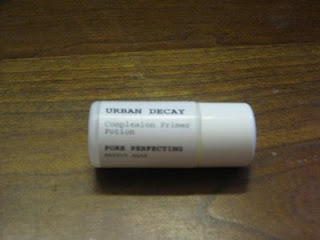 URBAN DECAY
Complexion Primer
Potion
PORE PERFECTING